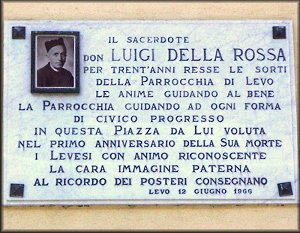 IL SACERDOTE
DON LUIGI DELLA ROSSA
PER TRENT'ANNI RESSE LE SORTI
DELLA PARROCCHIA DI LEVO
LE ANIME GUIDANDO AL BENE
LA PARROCCHIA GUIDANDO AD OGNI FORMA
DI CIVICO PROGRESSO
IN QUESTA PIAZZA DA LUI VOLUTA
NEL PRIMO ANNIVERSARIO DELLA SUA MORTE
I LEVESI CON ANIMO RICONOSCENTE
LA CARA IMMAGINE PATERNA
AL RICORDO DEI POSTERI CONSEGNANO
LEVO 12 GIUGNO 1966